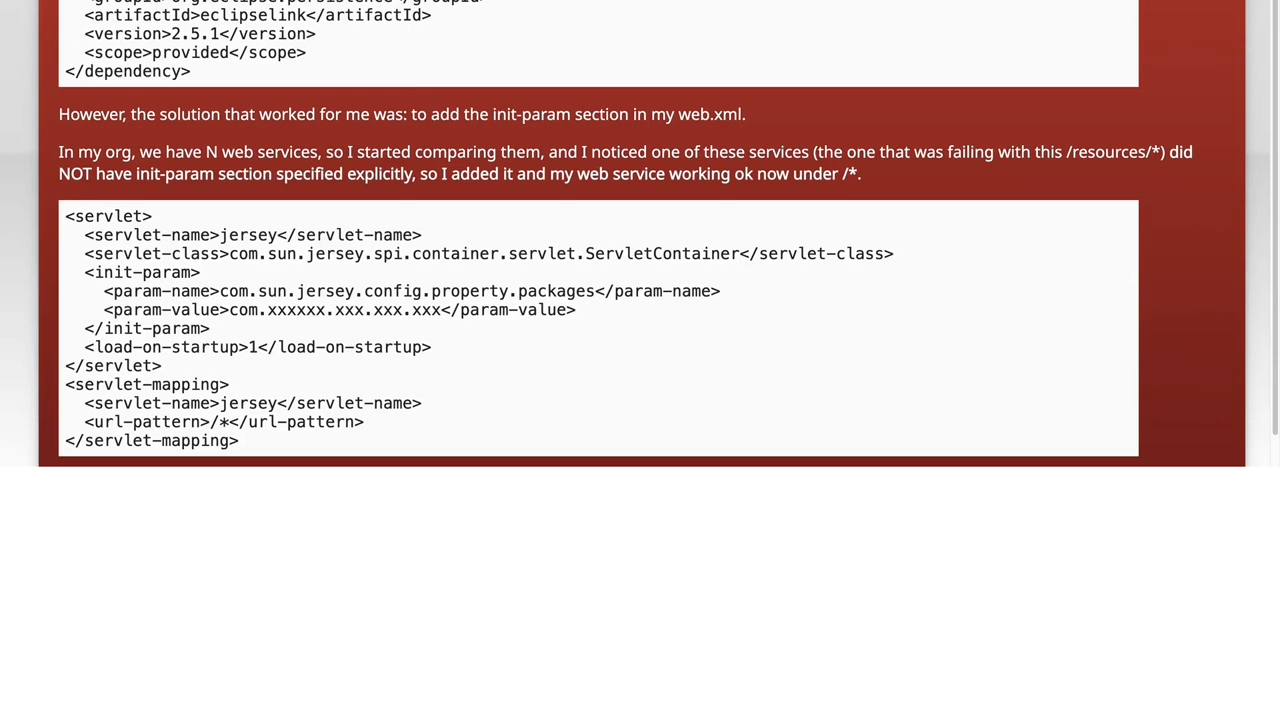 <artifactId>eclipselink</artifactId>
<version>2.5.1</version>
<scope>provided</scope>
</dependency>
However, the solution that worked for me was: to add the init-param section in my web.xml.
In my org, we have N web services, so I started comparing them, and I noticed one of these services (the one that was failing with this /resources/*) did
NOT have init-param section specified explicitly, so I added it and my web service working ok now under /*.
<servlet>
<servlet-name>jersey</servlet-name>
<servlet-class>com.sun.jersey.spi.container.servlet.ServletContainer</servlet-class>
<init-param>
<param-name>com.sun.jersey.config.property.packages</param-name>
<param-value>com.xxxxxx.xxx.xxx.xxx</param-value>
</init-param>
<load-on-startup>1</load-on-startup>
</servlet>
<servlet-mapping>
<servlet-name>jersey</servlet-name>
<url-pattern>/*</url-pattern>
</servlet-mapping>